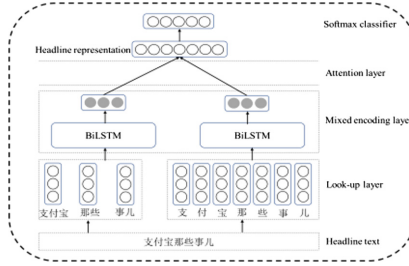 Softmax classifier
Headline representation
Attention layer
Mixed encoding layer
BiLSTM
BiLSTM
Look-up layer
支付宝 那些 事儿
支 付 宝 那 些 事 儿
支付宝那些事儿
Headline text